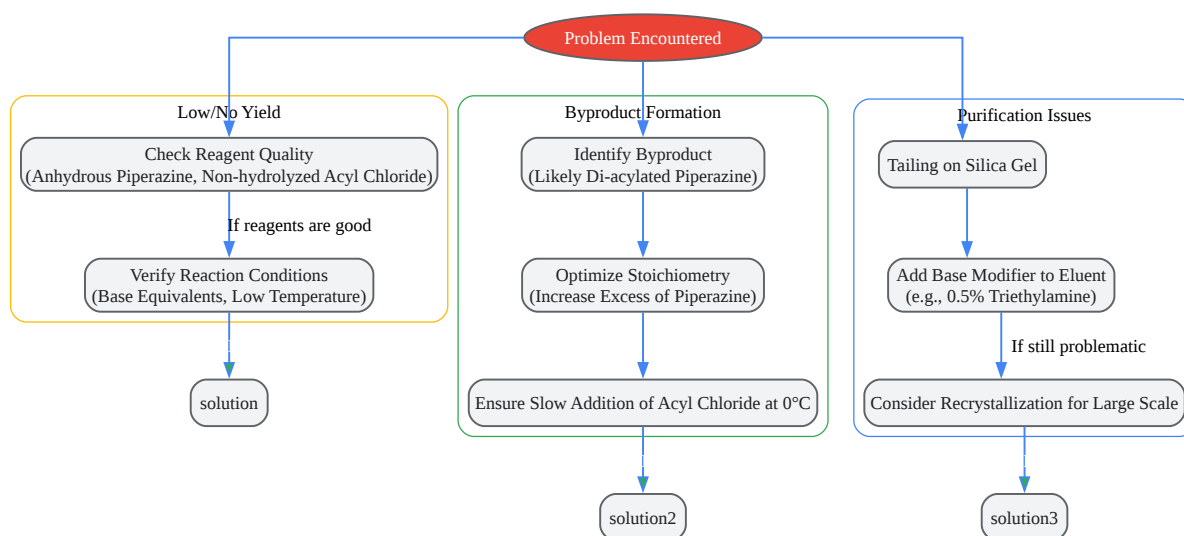 Problem Encountered
Low/No Yield
Check Reagent Quality
(Anhydrous Piperazine, Non-hydrolyzed Acyl Chloride)
If reagents are good
Verify Reaction Conditions
(Base Equivalents, Low Temperature)
solution
Byproduct Formation
Identify Byproduct
(Likely Di-acylated Piperazine)
Optimize Stoichiometry
(Increase Excess of Piperazine)
Ensure Slow Addition of Acyl Chloride at 0°C
solution2
Purification Issues
Tailing on Silica Gel
Add Base Modifier to Eluent
(e.g., 0.5% Triethylamine)
If still problematic
Consider Recrystallization for Large Scale
solution3